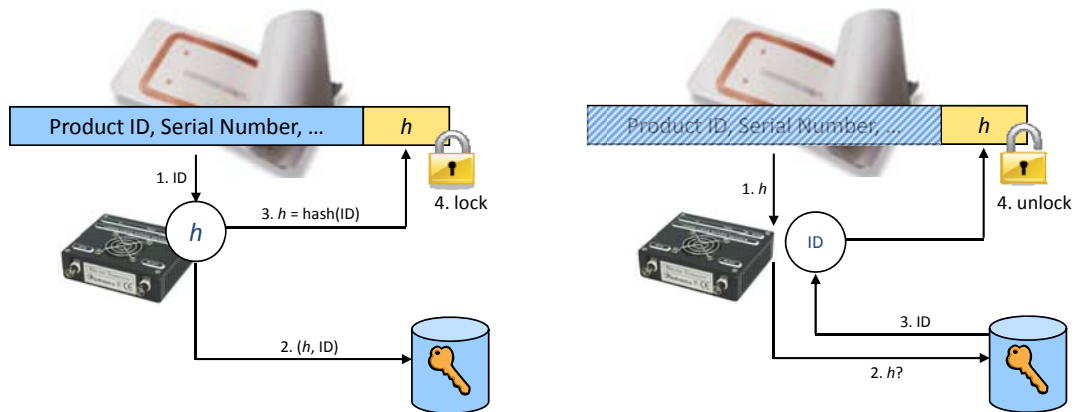 Product ID, Serial Number, ...
h
1. ID
3. h = hash(ID)
4. lock
h
2. (h, ID)
Product ID, Serial Number, ...
h
1. h
4. unlock
ID
3. ID
2. h?